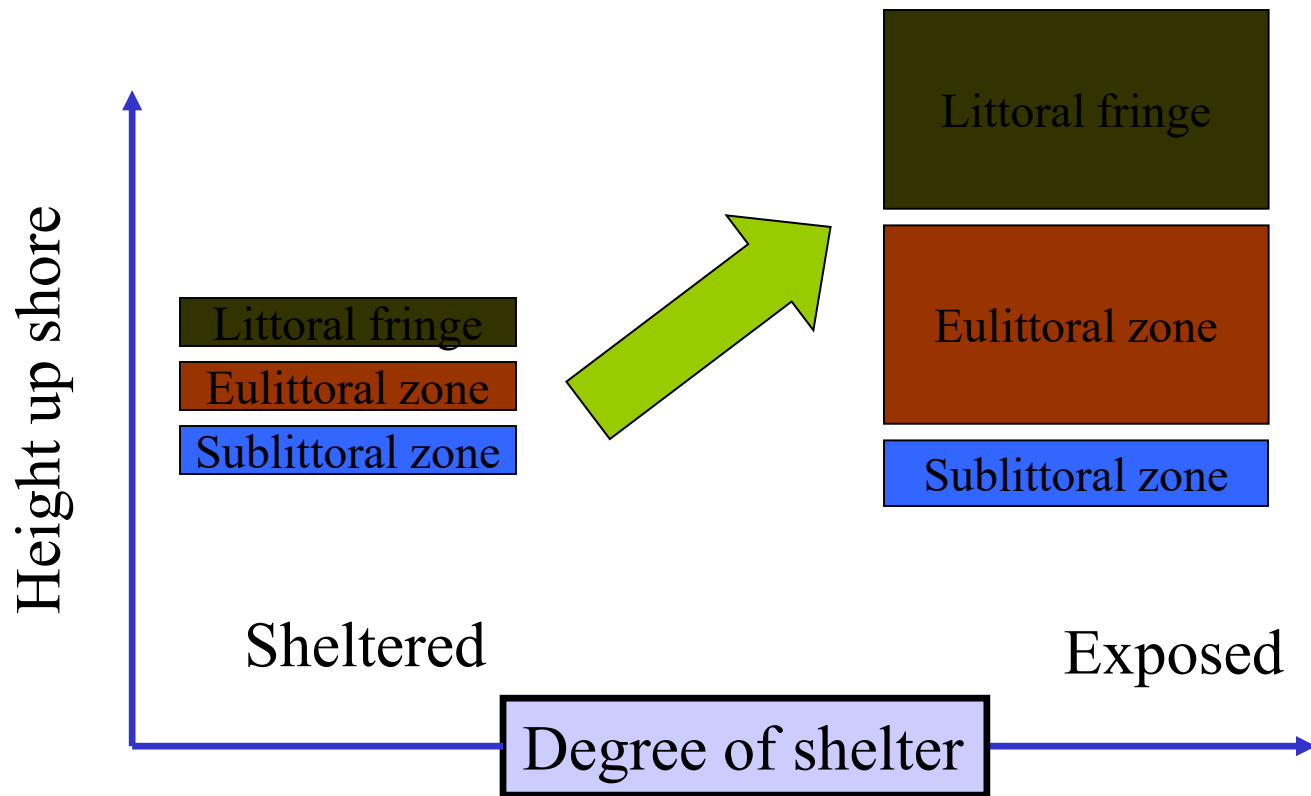 Height up shore
Littoral fringe
Eulittoral zone
Sublittoral zone
Littoral fringe
Eulittoral zone
Sublittoral zone
Sheltered
Exposed
Degree of shelter